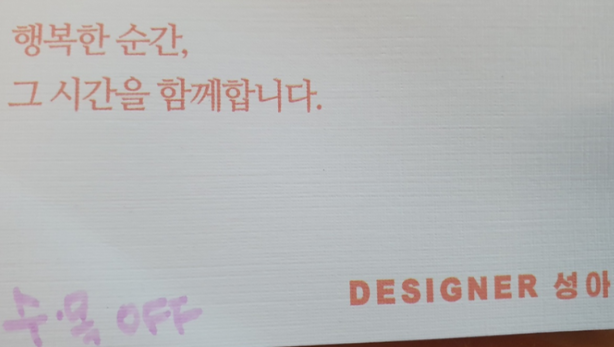 행복한 순간,
그 시간을 함께합니다.
DESIGNER 성아
수·목 OFF